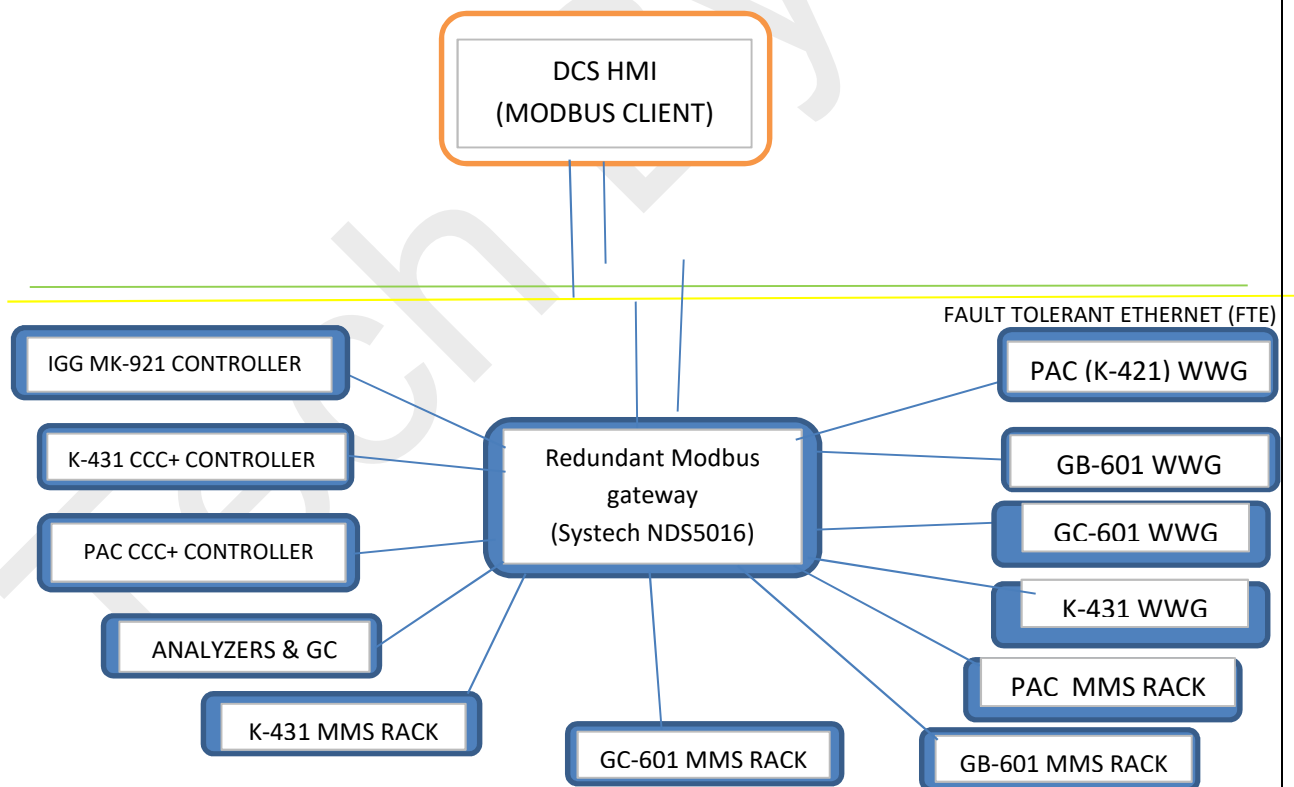 DCS HMI
(MODBUS CLIENT)
FAULT TOLERANT ETHERNET (FTE)
IGG MK-921 CONTROLLER
PAC (K-421) WWG
K-431 CCC+ CONTROLLER
Redundant Modbus
gateway
(Systech NDS5016)
GB-601 WWG
GC-601 WWG
PAC CCC+ CONTROLLER
K-431 WWG
ANALYZERS & GC
PAC MMS RACK
K-431 MMS RACK
GC-601 MMS RACK
GB-601 MMS RACK
Tech